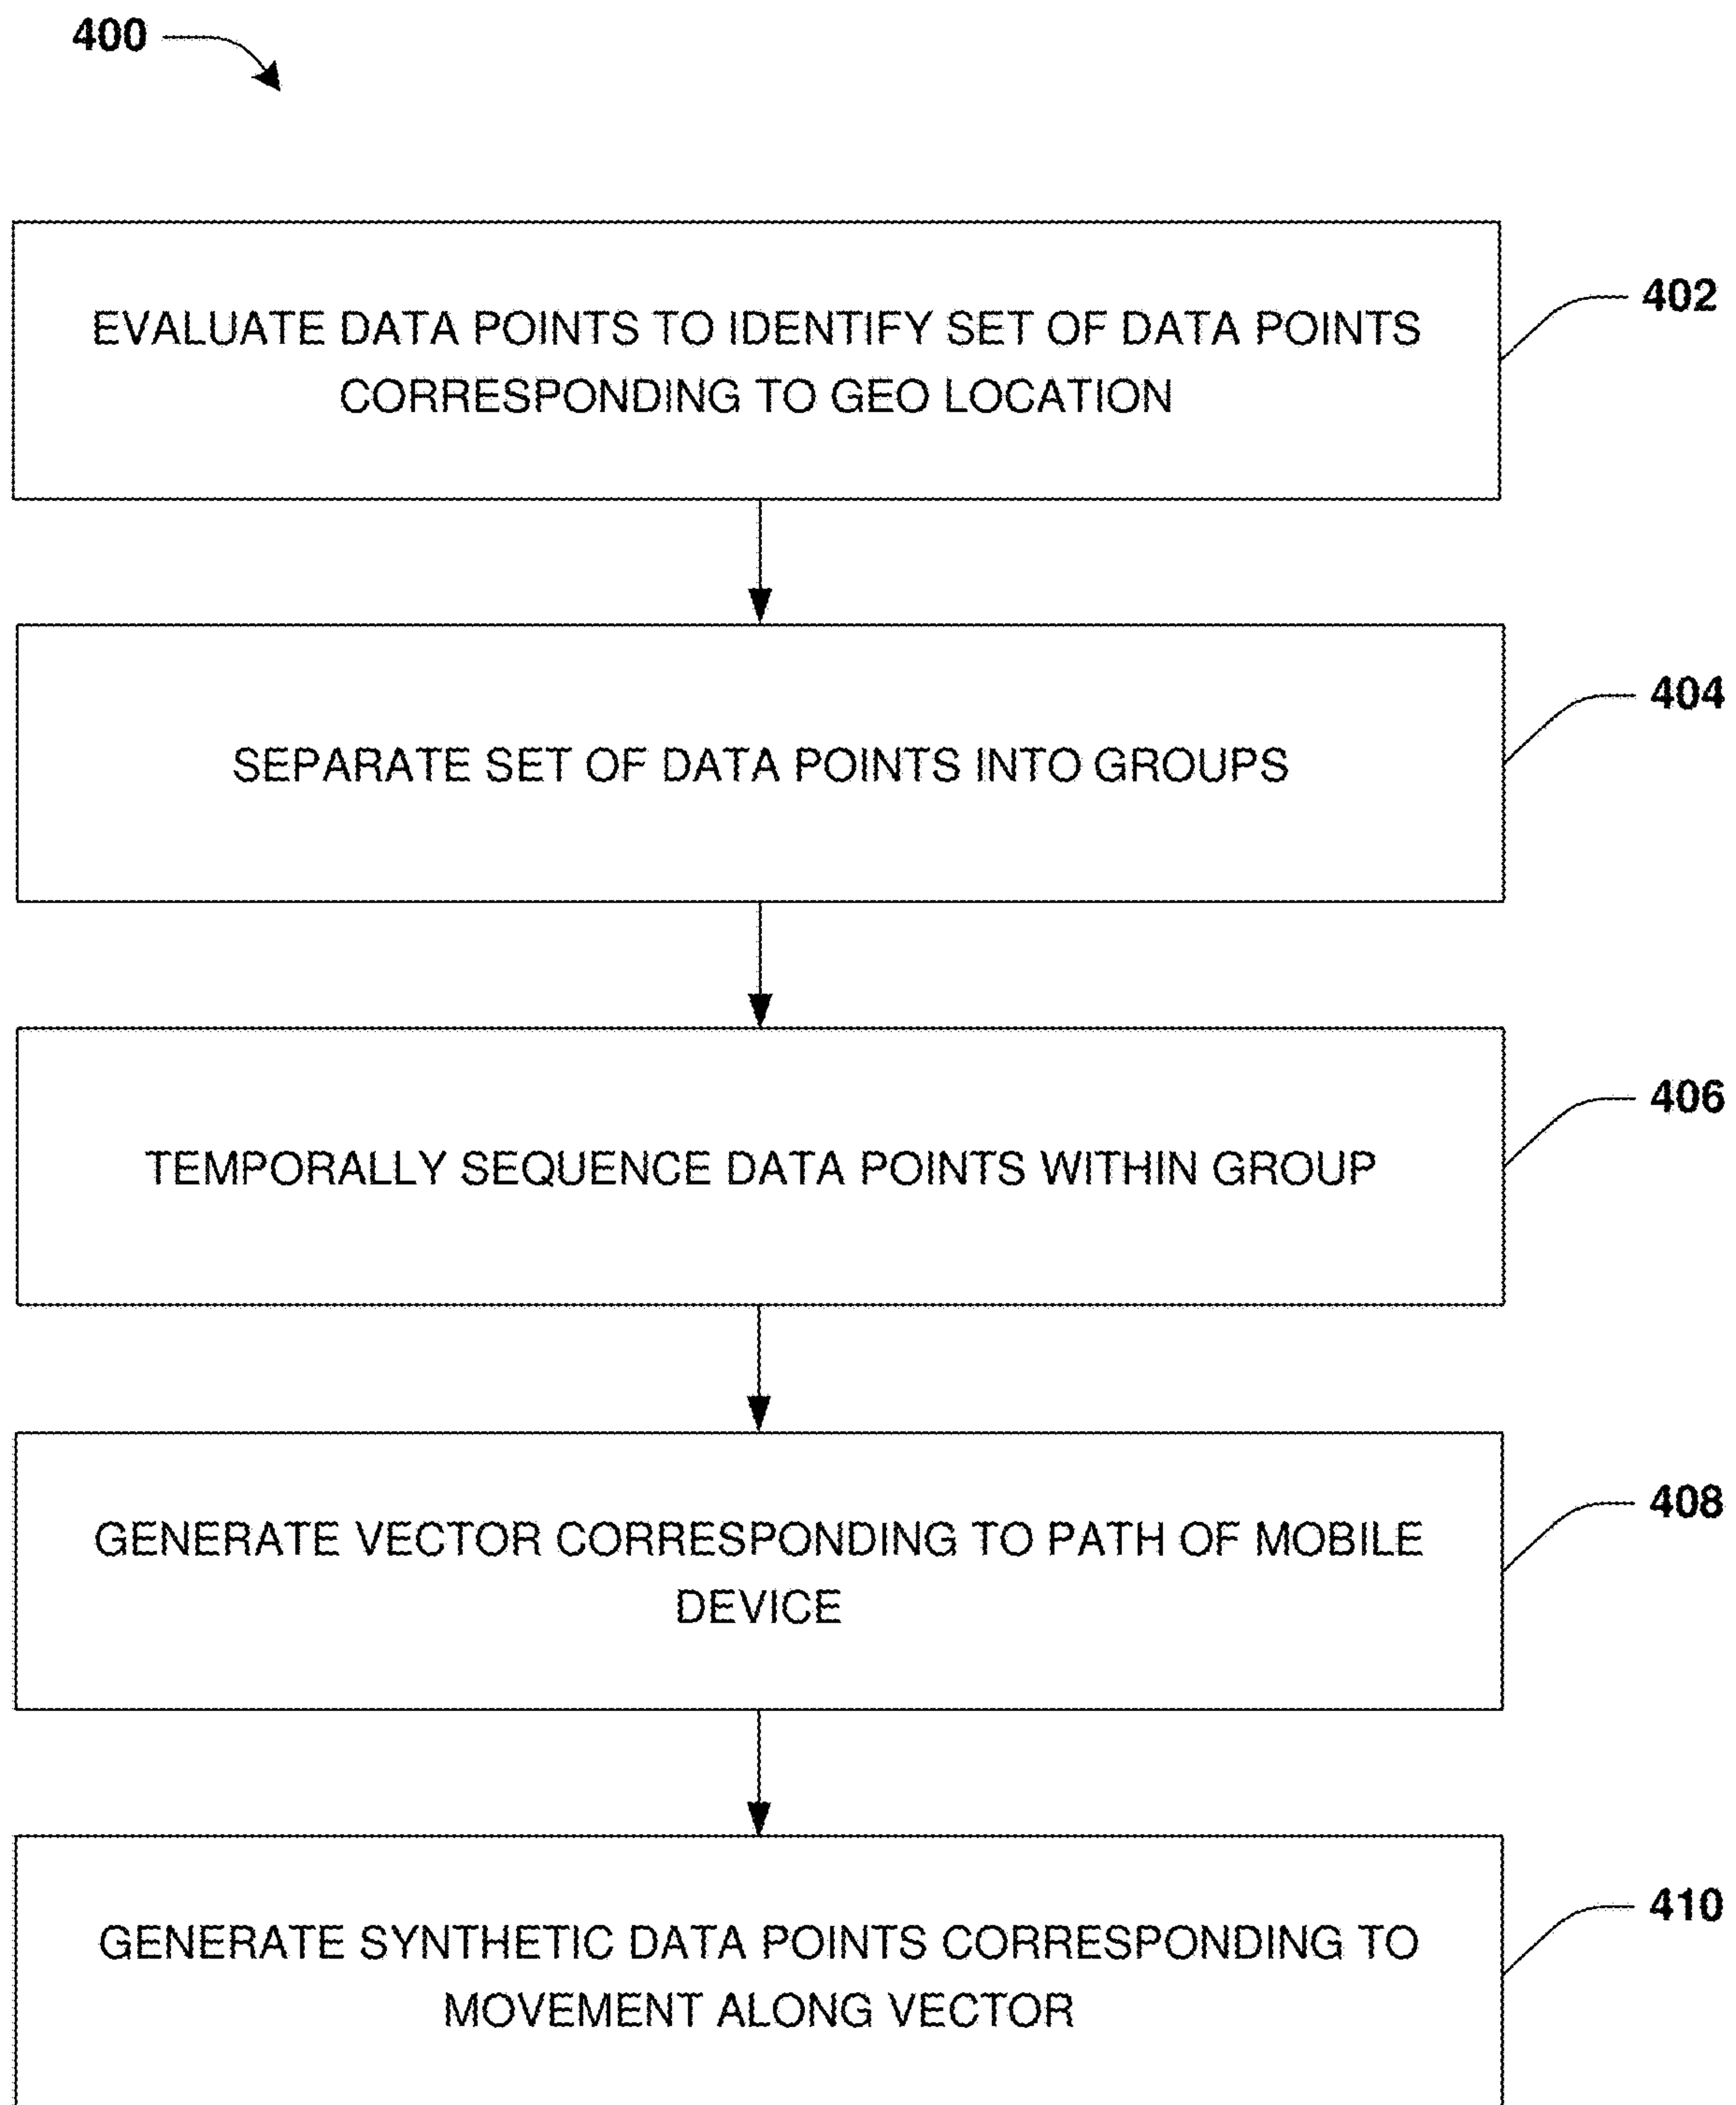 400
EVALUATE DATA POINTS TO IDENTIFY SET OF DATA POINTS
CORRESPONDING TO GEO LOCATION
402
SEPARATE SET OF DATA POINTS INTO GROUPS
404
TEMPORALLY SEQUENCE DATA POINTS WITHIN GROUP
406
GENERATE VECTOR CORRESPONDING TO PATH OF MOBILE
DEVICE
408
GENERATE SYNTHETIC DATA POINTS CORRESPONDING TO
MOVEMENT ALONG VECTOR
410